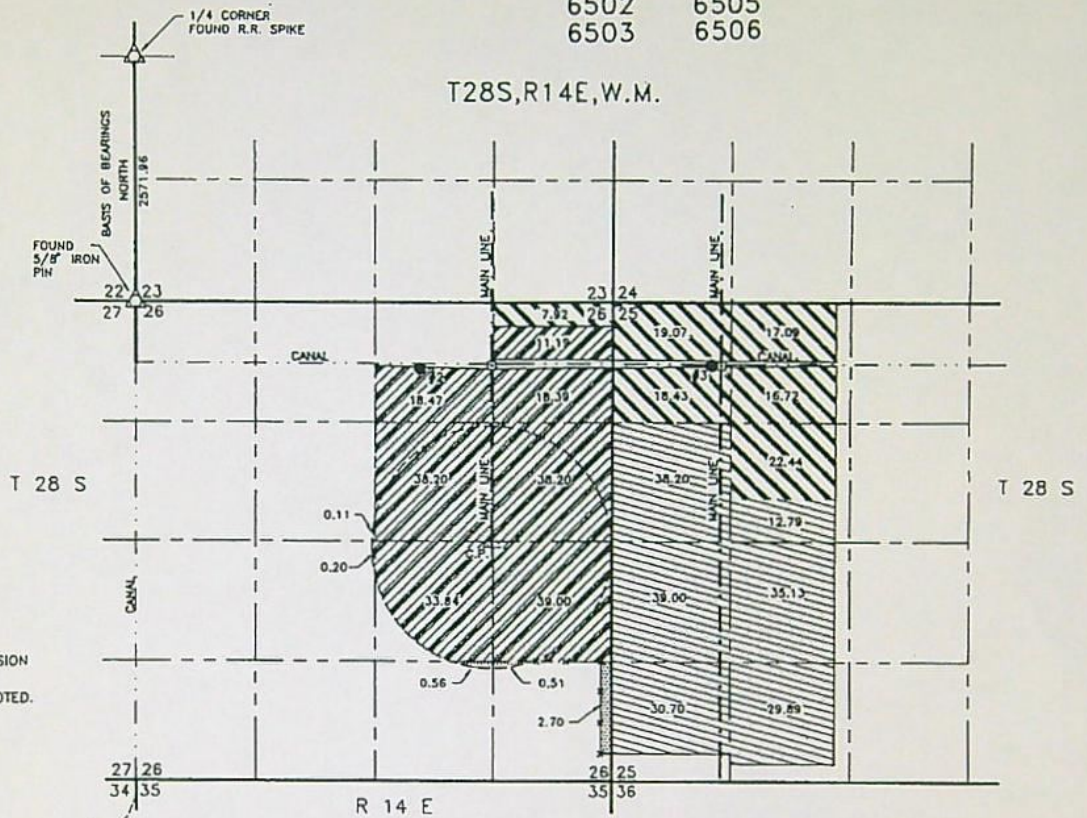 6502 6505
6503 6506
1/4 CORNER
FOUND R.R. SPIKE
T28S,R14E,W.M.
BASIS OF BEARINGS
NORTH
2571.96
FOUND
5/8" IRON
PIN
MAIN LINE
MAIN LINE
22 23
27 26
23 24
26 25
7.92
19.07
17.09
11.19
CANAL
CANAL
18.47
18.39
18.43
16.72
22.44
T 28 S
T 28 S
38.20
MAIN LINE
38.20
38.20
MAIN LINE
12.79
0.11
0.20
C.P.
35.13
CANAL
33.84
39.00
39.00
SION
OTED.
0.56
0.51
2.70
30.70
29.89
27 26
34 35
26 25
35 36
R 14 E